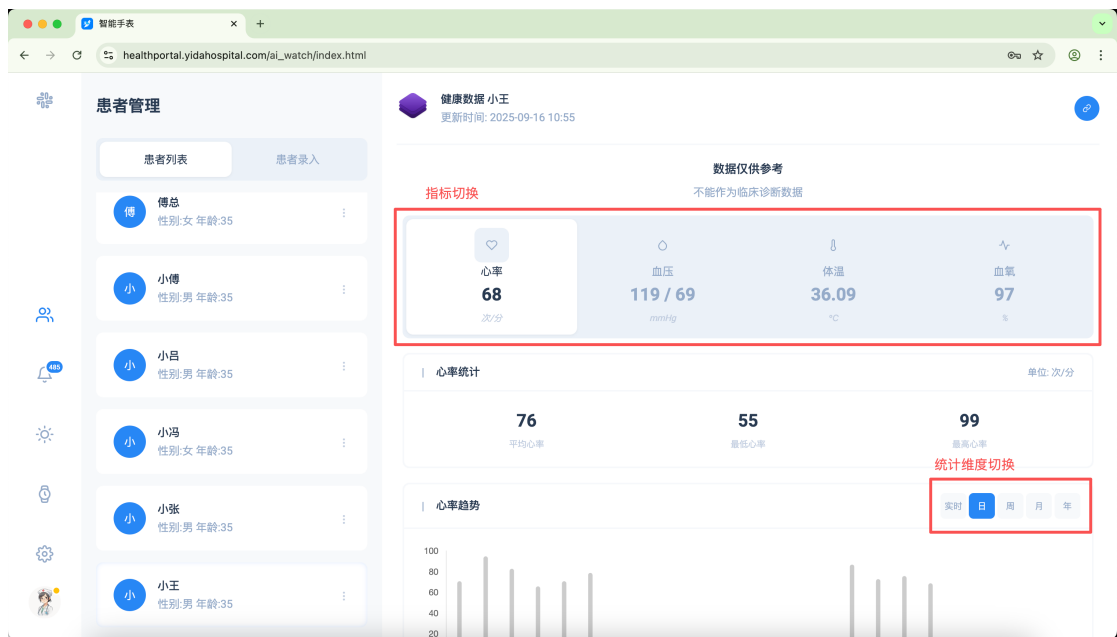 智能手表
healthportal.yidahospital.com/ai_watch/index.html
患者管理
患者列表
患者录入
傅
傅总
性别:女 年龄:35
小
小傅
性别:男 年龄:35
小
小吕
性别:男 年龄:35
小
小冯
性别:女 年龄:35
小
小张
性别:男 年龄:35
小
小王
性别:男 年龄:35
485
健康数据 小王
更新时间: 2025-09-16 10:55
数据仅供参考
不能作为临床诊断数据
指标切换
心率
68
次/分
血压
119 / 69
mmHg
体温
36.09
°C
血氧
97
%
心率统计
单位: 次/分
76
平均心率
55
最低心率
99
最高心率
统计维度切换
心率趋势
实时
日
周
月
年
100
80
60
40
20